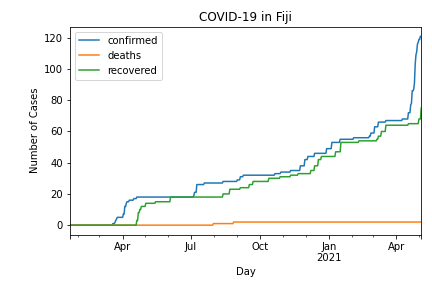 COVID-19 in Fiji
confirmed
deaths
recovered
Number of Cases
120
100
80
60
40
20
0
Apr
Jul
Oct
Jan
2021
Apr
Day